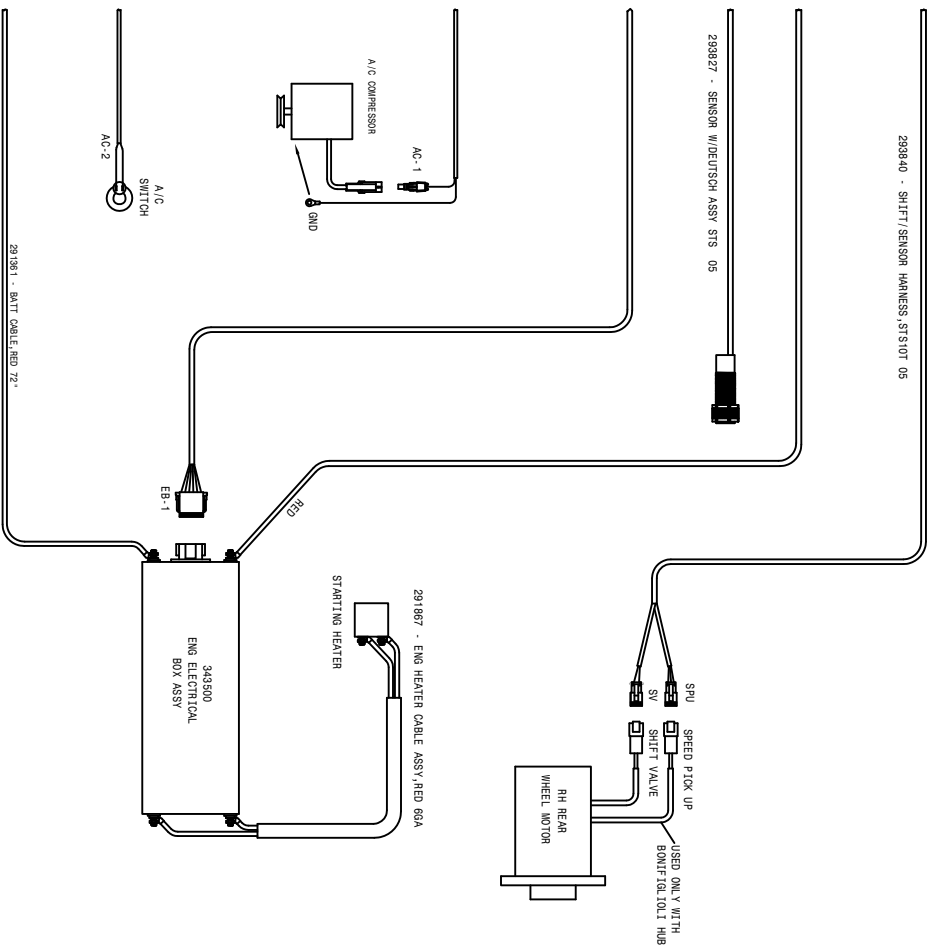 293840 - SHIFT/SENSOR HARNESS,STS10T 05
SPU
SV
SPEED PICK UP
SHIFT VALVE
USED ONLY WITH
BONIFIGLIOLI HUB
RH REAR
WHEEL MOTOR
293827 - SENSOR W/DEUTSCH ASSY STS 05
RED
EB-1
291867 - ENG HEATER CABLE ASSY,RED 6GA
STARTING HEATER
343500
ENG ELECTRICAL
BOX ASSY
A/C COMPRESSOR
AC-1
GND
A/C
SWITCH
AC-2
291361 - BATT CABLE,RED 72"